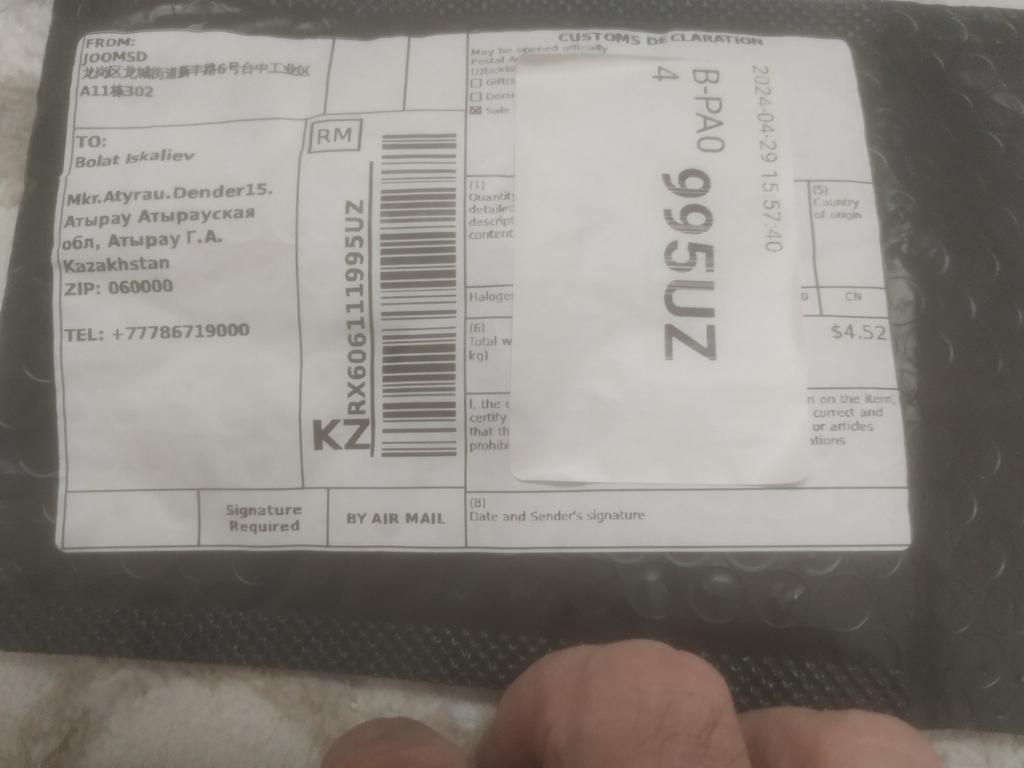 FROM:
JOOMSD
龙岗区龙城街道新丰路6号台中工业区
A11栋302
TO:
Bolat Iskaliev
Mkr.Atyrau.Dender15.
Атырау Атырауская
обл, Атырау Г.А.
Kazakhstan
ZIP: 060000
TEL: +77786719000
RM
RX606111995UZ
KZ
Signature
Required
BY AIR MAIL
CUSTOMS DECLARATION
May be opened officially
Postal
Gifts
Sale
(1)
Quantity
detailed
content
(5)
Country
of origin
CN
(6)
Total
kg)
$4.52
I, the
certify
that
on the item,
correct and
or articles
(8)
Date and Sender's signature
2024-04-29 15:57:40
B-PA0
4
995UZ